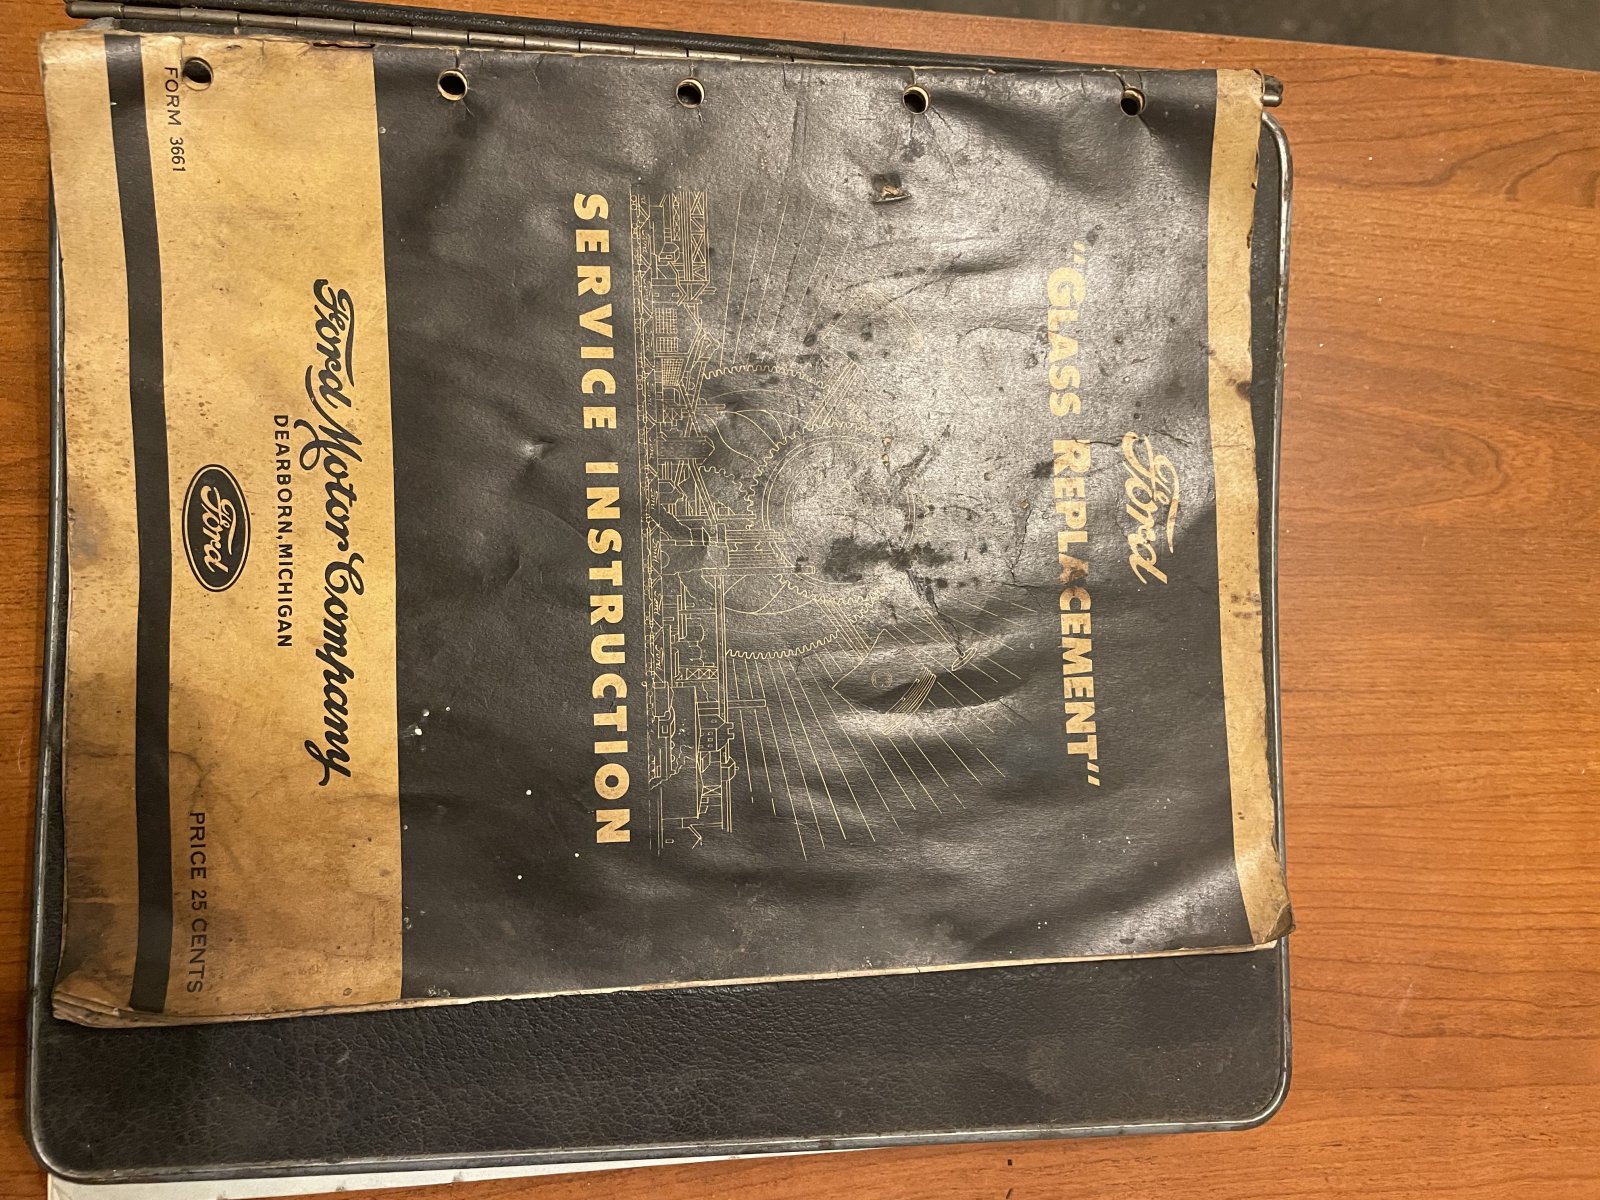 Ford
"GLASS REPLACEMENT"
SERVICE INSTRUCTION
Ford Motor Company
DEARBORN, MICHIGAN
Ford
FORM 3661
PRICE 25 CENTS